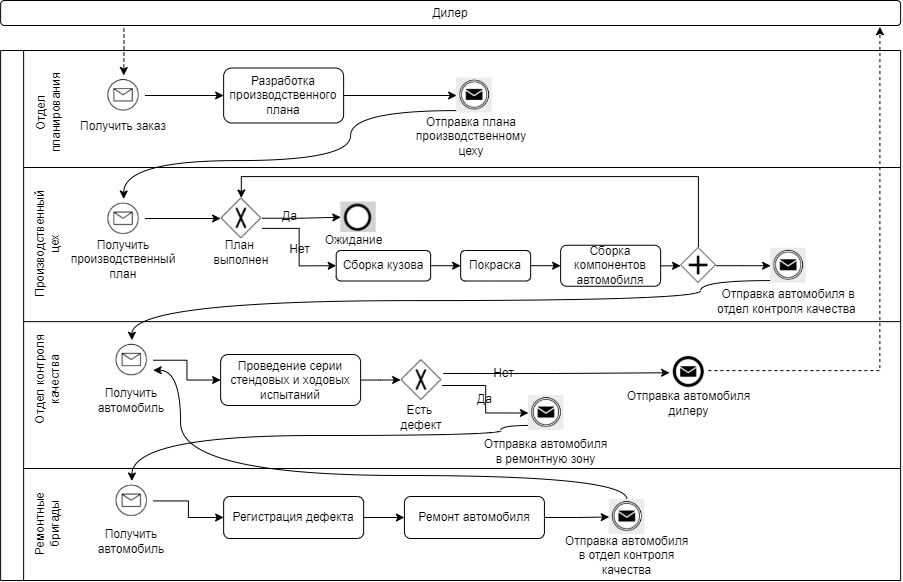 Дилер
Отдел
планирования
Получить заказ
Разработка
производственного
плана
Отправка плана
производственному
цеху
Производственный
цех
Получить
производственный
план
План
выполнен
Да
Нет
Ожидание
Сборка кузова
Покраска
Сборка
компонентов
автомобиля
Отправка автомобиля в
отдел контроля качества
Отдел контроля
качества
Получить
автомобиль
Проведение серии
стендовых и ходовых
испытаний
Есть
дефект
Нет
Да
Отправка автомобиля
дилеру
Отправка автомобиля
в ремонтную зону
Ремонтные
бригады
Получить
автомобиль
Регистрация дефекта
Ремонт автомобиля
Отправка автомобиля
в отдел контроля
качества